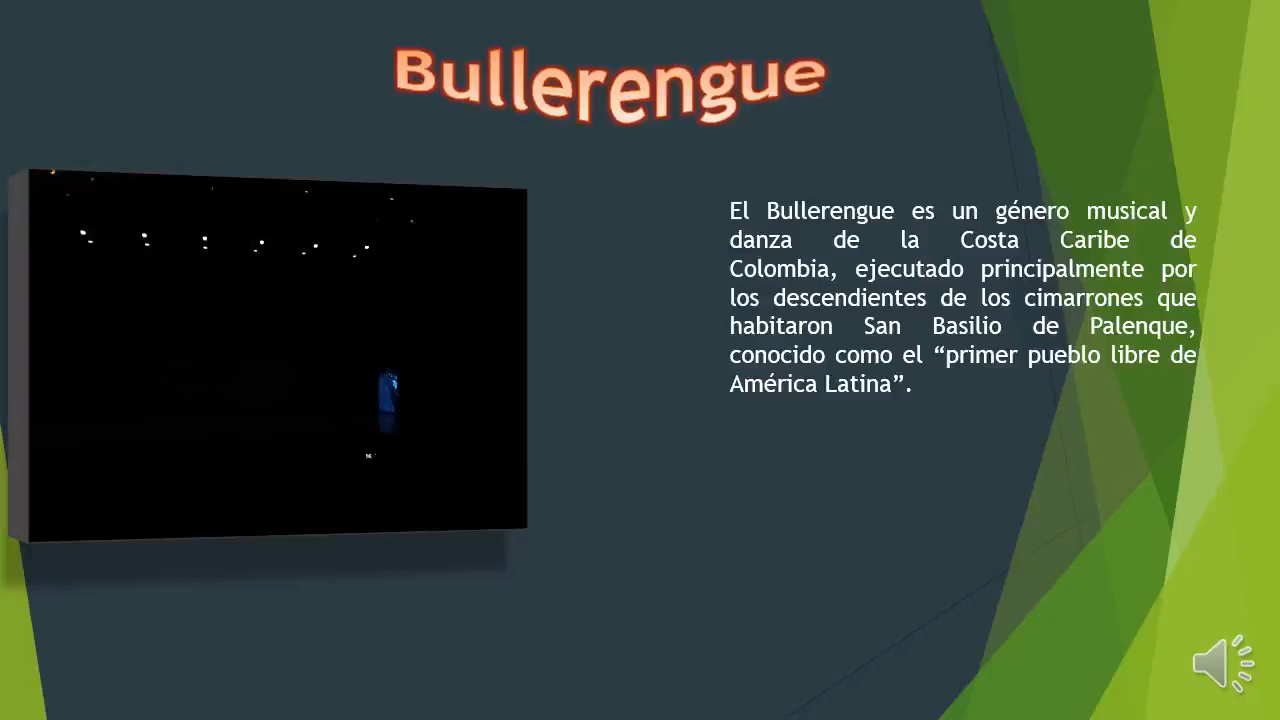 Bullerengue
El Bullerengue es un género musical y
danza de la Costa Caribe de
Colombia, ejecutado principalmente por
los descendientes de los cimarrones que
habitaron San Basilio de Palenque,
conocido como el “primer pueblo libre de
América Latina”.